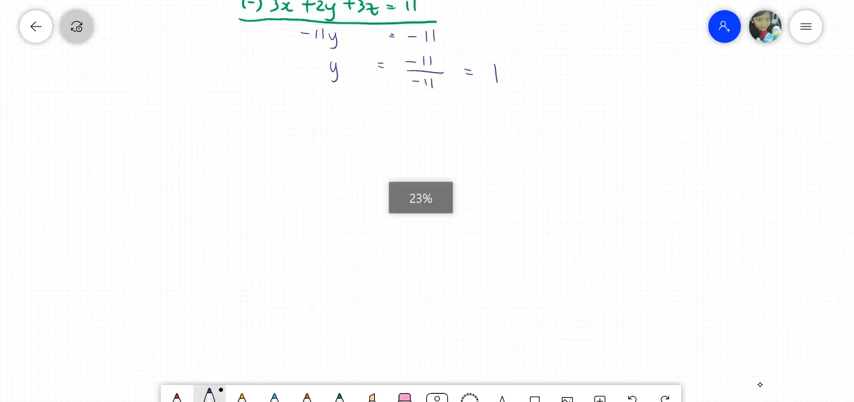 (-) 3x + 2y + 3z = 11
-11y = -11
y = -11/-11 = 1
23%